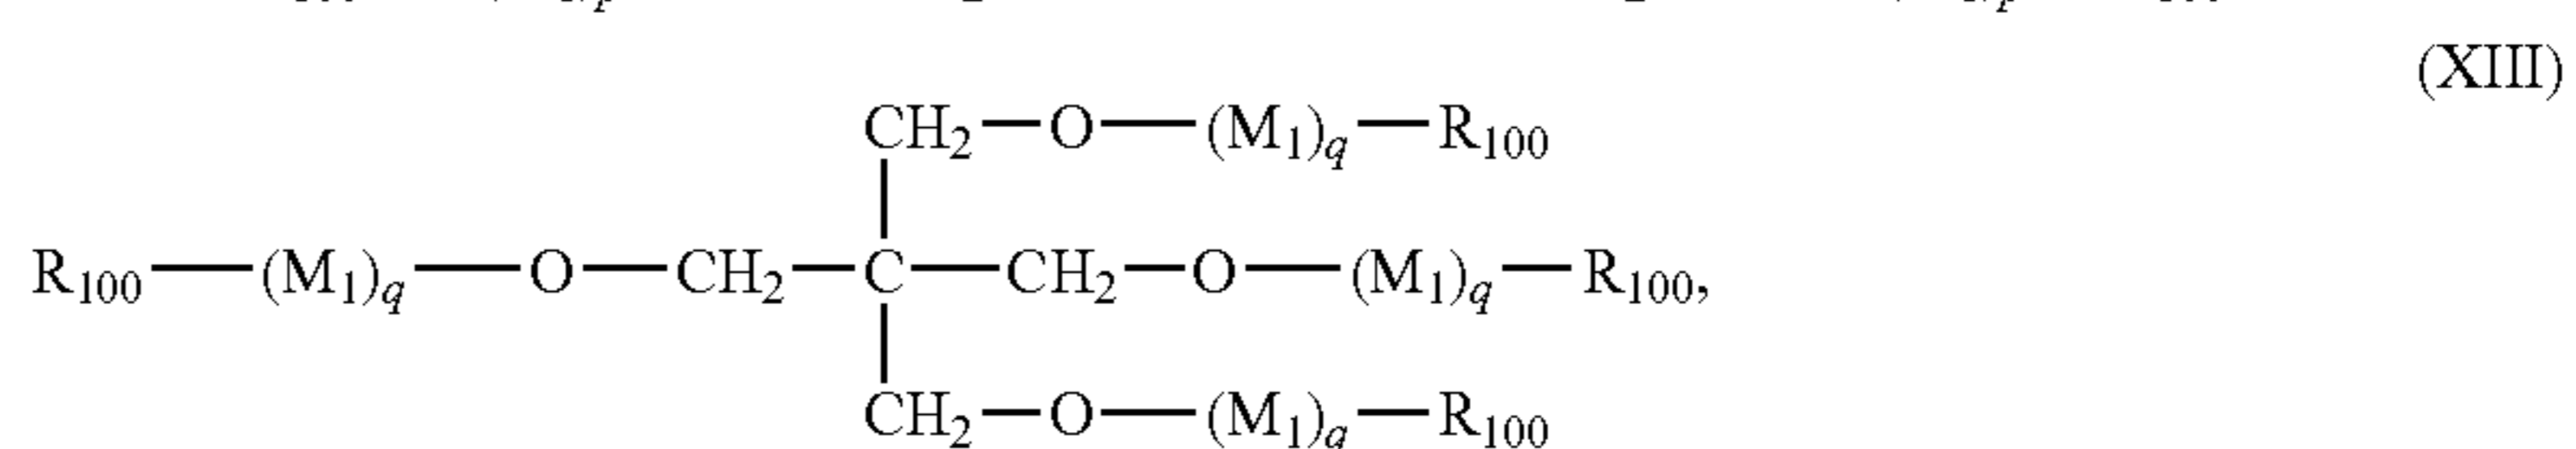 (XIII)
CH₂—O—(M₁)q—R₁₀₀
R₁₀₀—(M₁)q—O—CH₂—C—CH₂—O—(M₁)q—R₁₀₀,
CH₂—O—(M₁)q—R₁₀₀